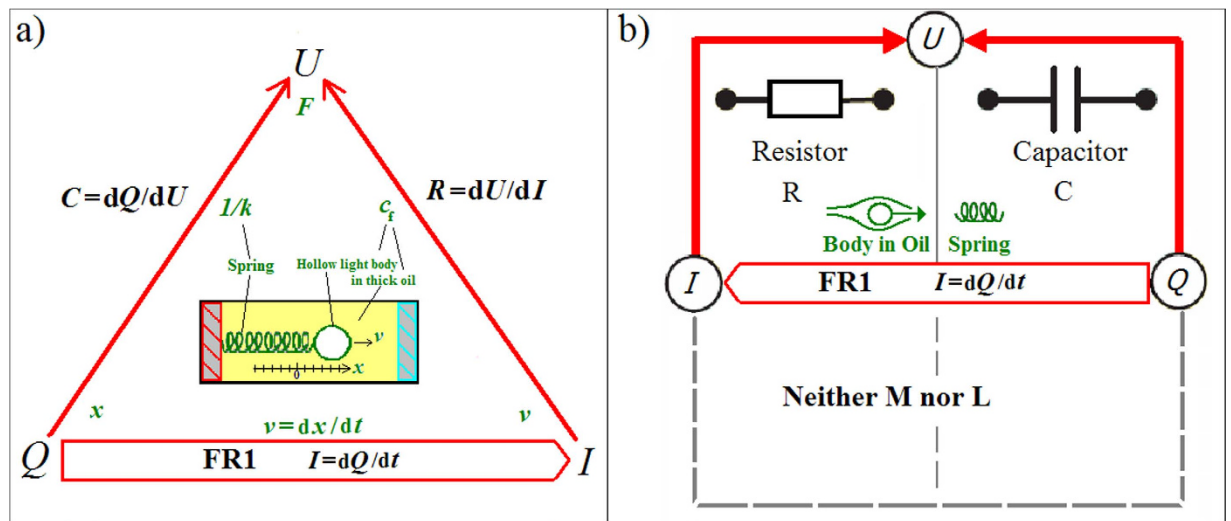 a)
U
F
C=dQ/dU
R=dU/dI
1/k
c_f
Spring
Hollow light body
in thick oil
v
0
x
x
v=dx/dt
v
Q
FR1 I=dQ/dt
I
b)
U
Resistor
R
Capacitor
C
Body in Oil
Spring
I
FR1 I=dQ/dt
Q
Neither M nor L